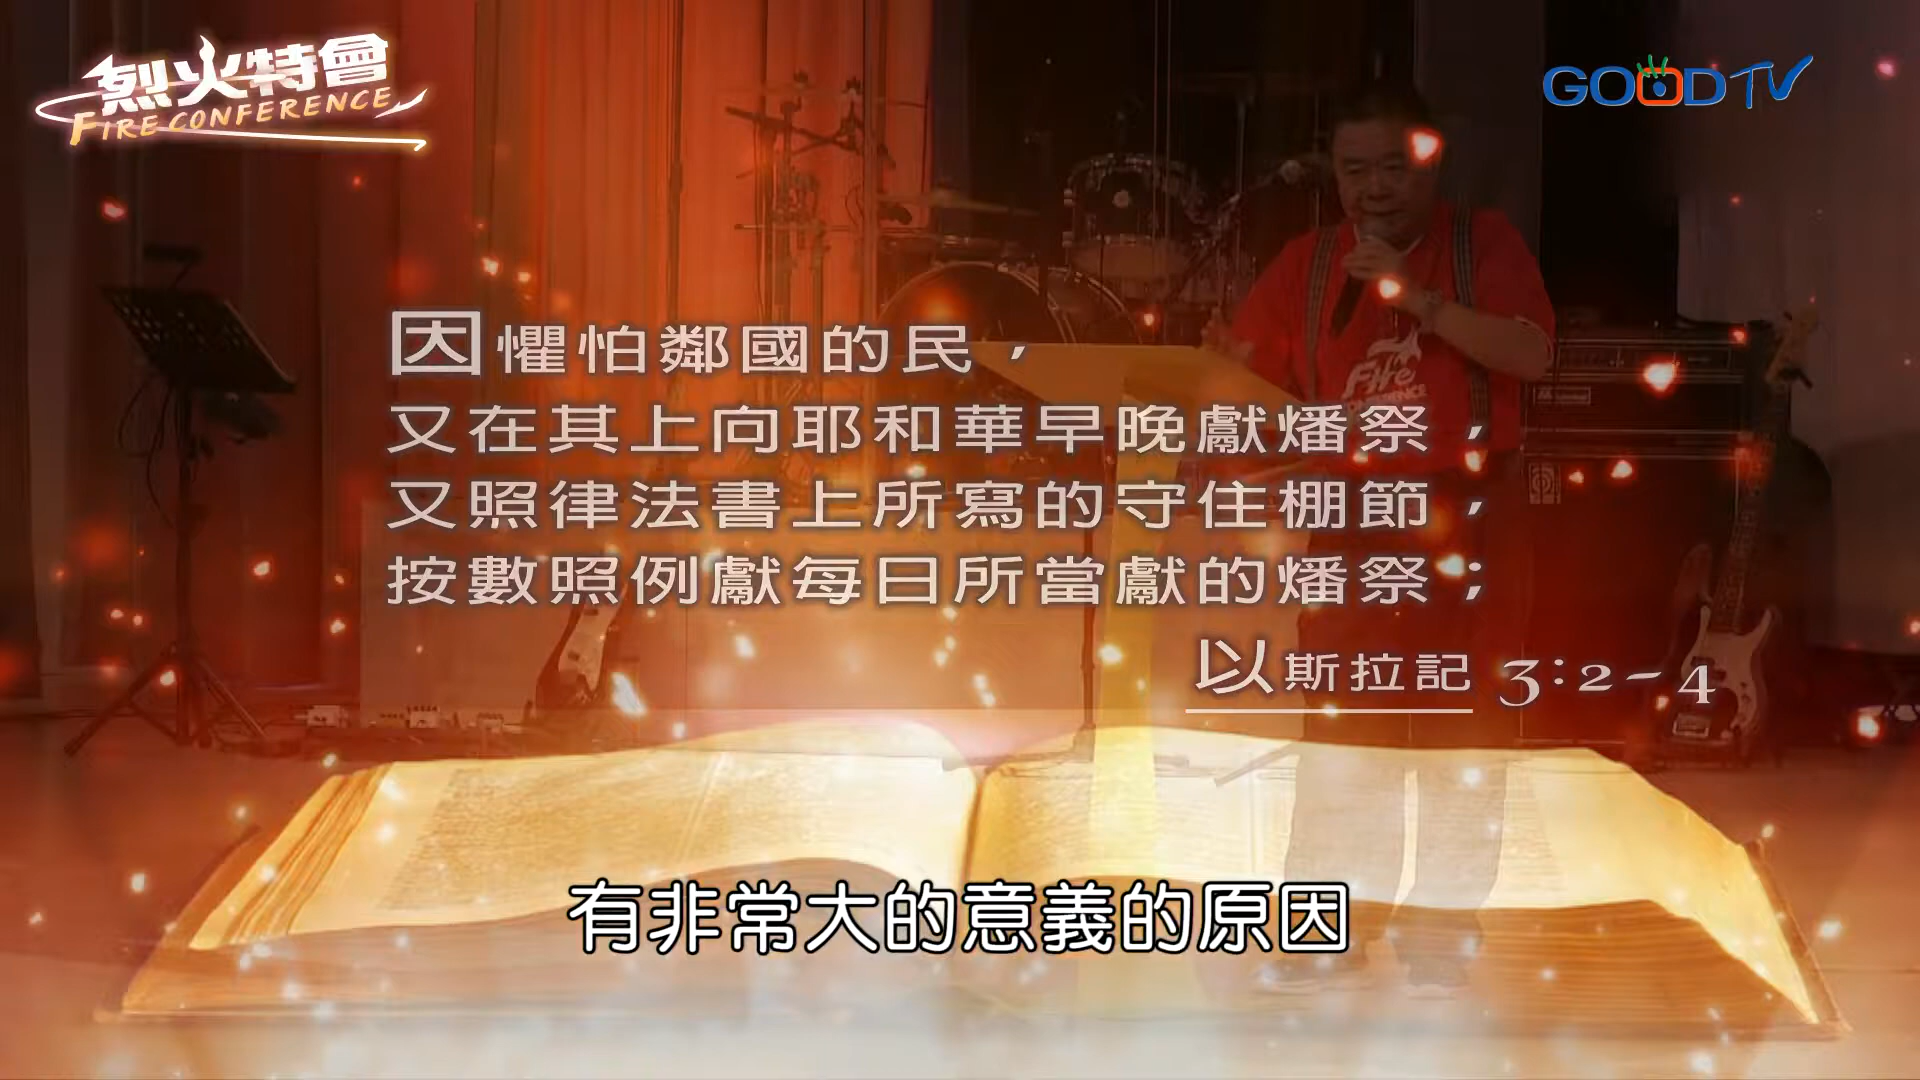 烈火特會
FIRE CONFERENCE
GOOD TV
因懼怕鄰國的民，
又在其上向耶和華早晚獻燔祭，
又照律法書上所寫的守住棚節，
按數照例獻每日所當獻的燔祭；
以斯拉記 3:2-4
Fire
有非常大的意義的原因